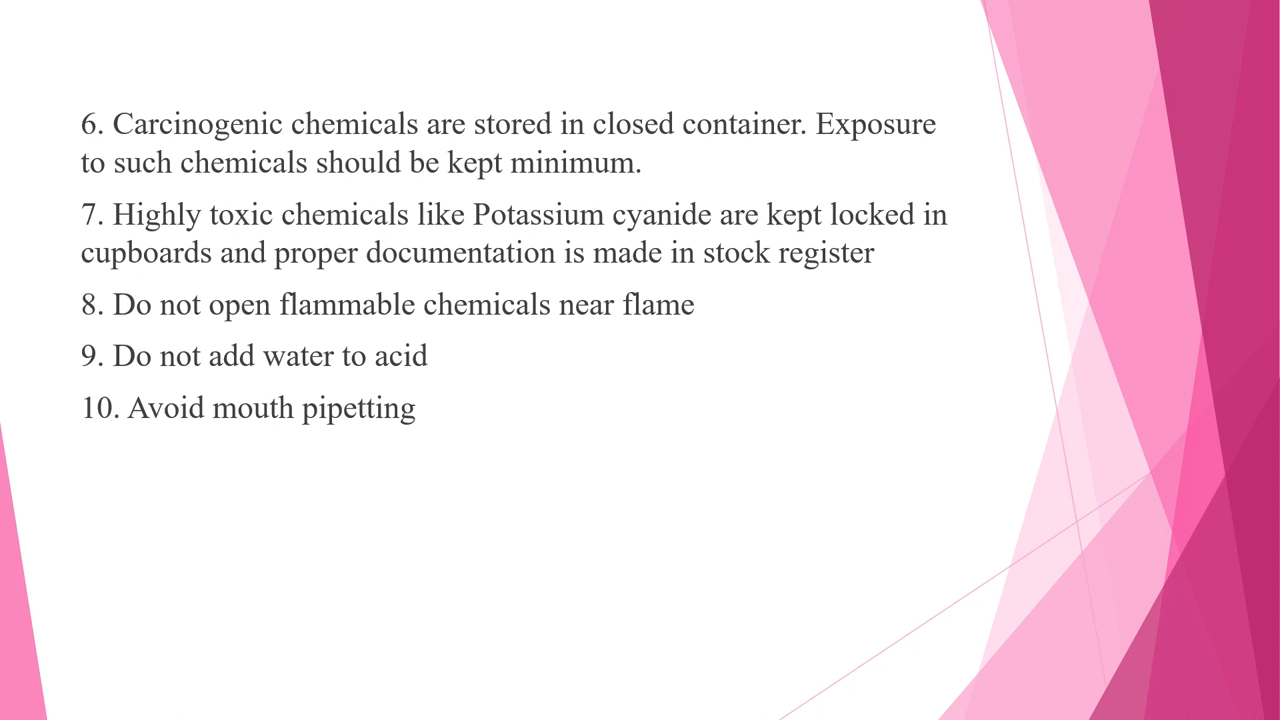 6. Carcinogenic chemicals are stored in closed container. Exposure
to such chemicals should be kept minimum.
7. Highly toxic chemicals like Potassium cyanide are kept locked in
cupboards and proper documentation is made in stock register
8. Do not open flammable chemicals near flame
9. Do not add water to acid
10. Avoid mouth pipetting